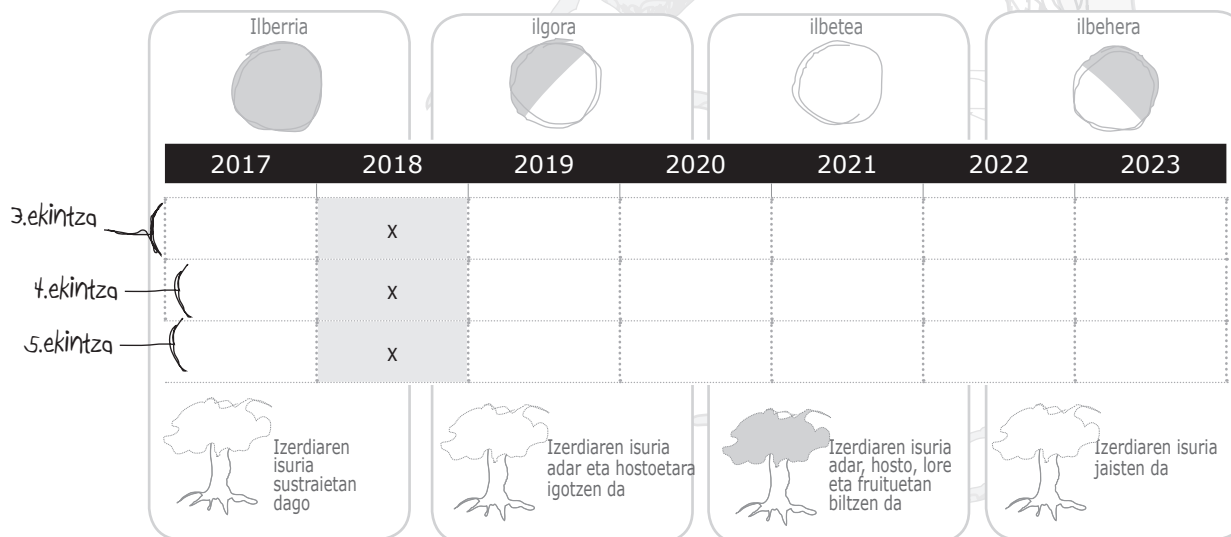 Ilberria
ilgora
ilbetea
ilbehera
2017 2018 2019 2020 2021 2022 2023
3.ekintza x
4.ekintza x
5.ekintza x
Izerdiaren
isuria
sustraietan
dago
Izerdiaren isuria
adar eta hostoetara
igotzen da
Izerdiaren isuria
adar, hosto, lore
eta fruituetan
biltzen da
Izerdiaren isuria
jaisten da